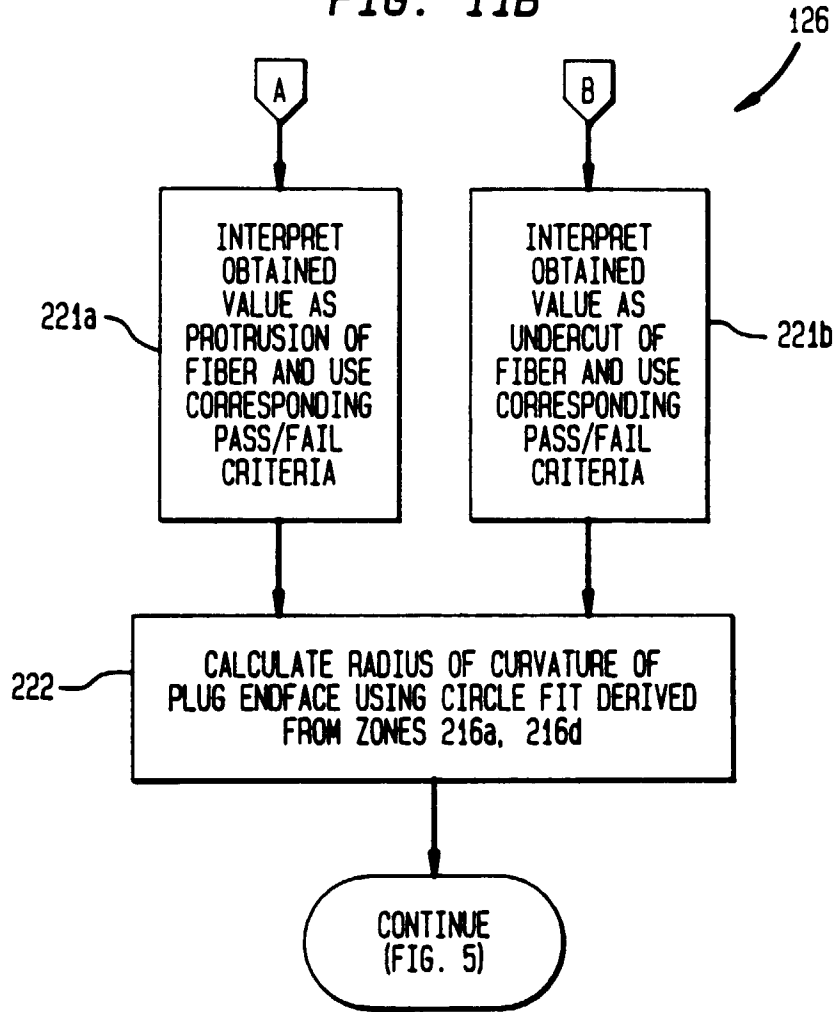 FIG. 11B
126
A
B
INTERPRET
OBTAINED
VALUE AS
PROTRUSION OF
FIBER AND USE
CORRESPONDING
PASS/FAIL
CRITERIA
221a
INTERPRET
OBTAINED
VALUE AS
UNDERCUT OF
FIBER AND USE
CORRESPONDING
PASS/FAIL
CRITERIA
221b
222
CALCULATE RADIUS OF CURVATURE OF
PLUG ENDFACE USING CIRCLE FIT DERIVED
FROM ZONES 216a, 216d
CONTINUE
(FIG. 5)